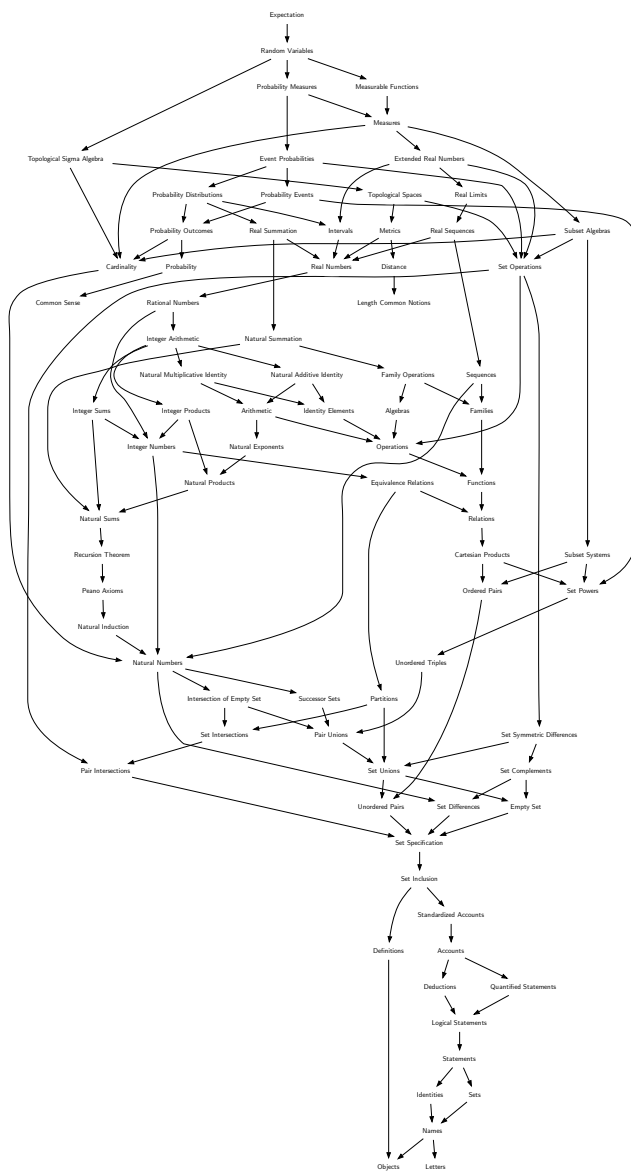 Expectation
Random Variables
Probability Measures
Measurable Functions
Measures
Topological Sigma Algebra
Event Probabilities
Extended Real Numbers
Probability Distributions
Probability Events
Topological Spaces
Real Limits
Probability Outcomes
Real Summation
Intervals
Metrics
Real Sequences
Subset Algebras
Cardinality
Probability
Real Numbers
Distance
Set Operations
Common Sense
Rational Numbers
Length Common Notions
Integer Arithmetic
Natural Summation
Natural Multiplicative Identity
Natural Additive Identity
Family Operations
Sequences
Integer Sums
Integer Products
Arithmetic
Identity Elements
Algebras
Families
Integer Numbers
Natural Exponents
Operations
Natural Products
Equivalence Relations
Functions
Natural Sums
Relations
Recursion Theorem
Cartesian Products
Subset Systems
Peano Axioms
Ordered Pairs
Set Powers
Natural Induction
Natural Numbers
Unordered Triples
Intersection of Empty Set
Successor Sets
Partitions
Set Intersections
Pair Unions
Set Symmetric Differences
Pair Intersections
Set Unions
Set Complements
Unordered Pairs
Set Differences
Empty Set
Set Specification
Set Inclusion
Standardized Accounts
Definitions
Accounts
Deductions
Quantified Statements
Logical Statements
Statements
Identities
Sets
Names
Objects
Letters